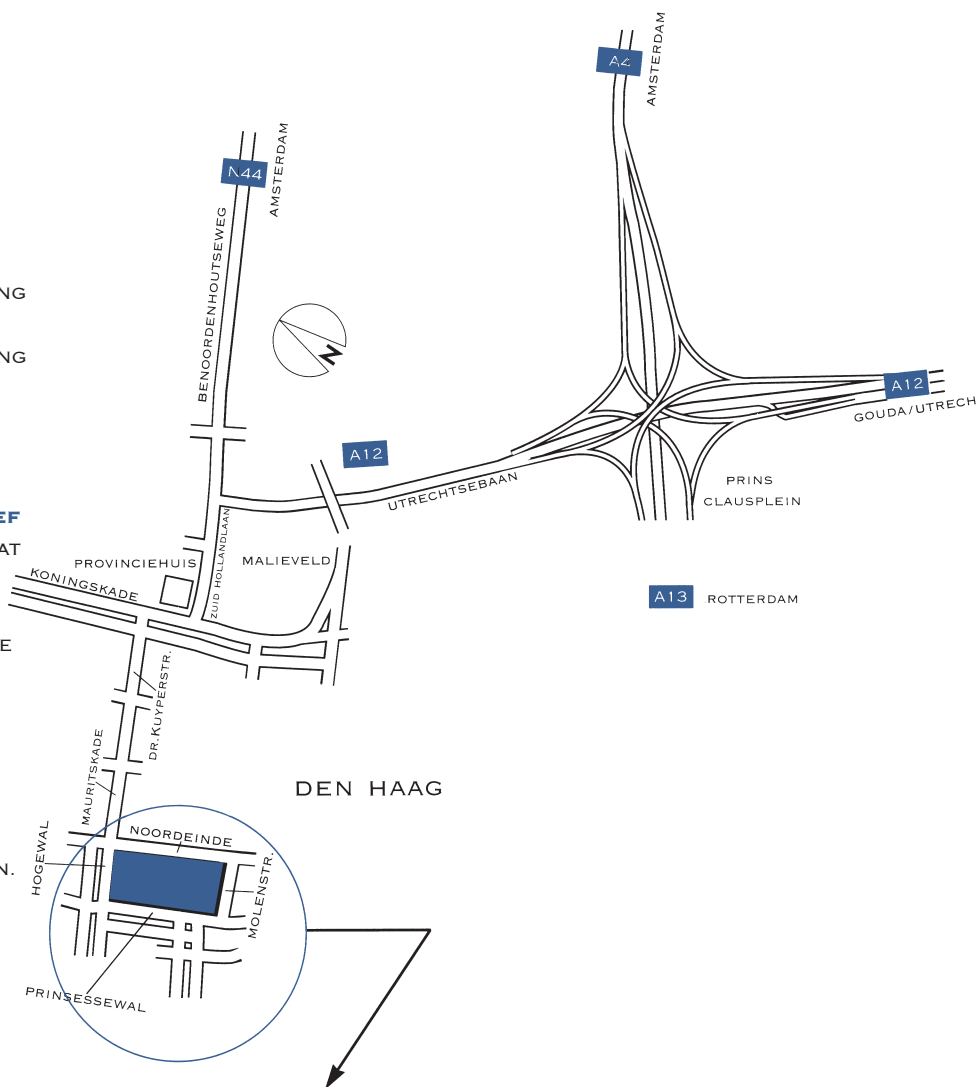 A4
AMSTERDAM
N44
AMSTERDAM
BENOORDENHOUTSEWEG
NG
N
NG
A12
GOUDA/UTRECH
A12
UTRECHTSEBAAN
PRINS
CLAUSPLEIN
EF
AT
ZUID HOLLANDLAAN
PROVINCIEHUIS
MALIEVELD
KONINGSKADE
A13 ROTTERDAM
E
DR.KUYPERSTR.
MAURITSKADE
DEN HAAG
NOORDEINDE
HOGEWAL
N.
MOLENSTR.
PRINSESSEWAL